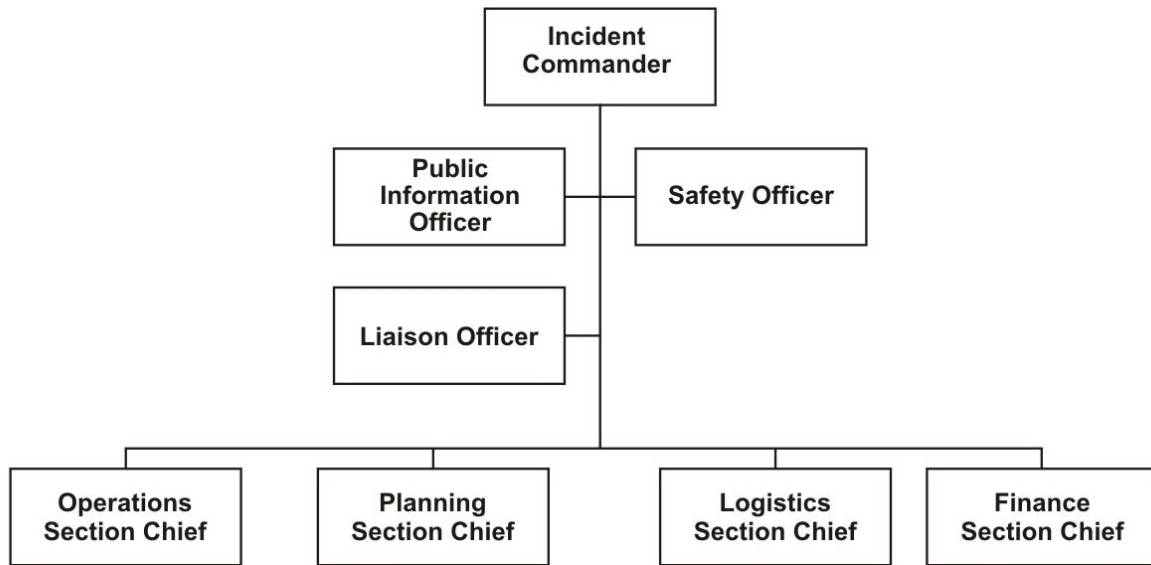 Incident
Commander
Public
Information
Officer
Safety Officer
Liaison Officer
Operations
Section Chief
Planning
Section Chief
Logistics
Section Chief
Finance
Section Chief